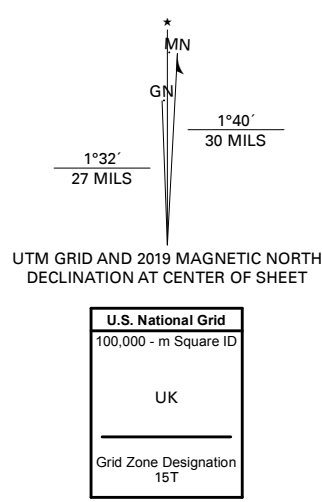 ★
MN
GN
1°40´
30 MILS
1°32´
27 MILS
UTM GRID AND 2019 MAGNETIC NORTH
DECLINATION AT CENTER OF SHEET
U.S. National Grid
100,000 - m Square ID
UK
Grid Zone Designation
15T